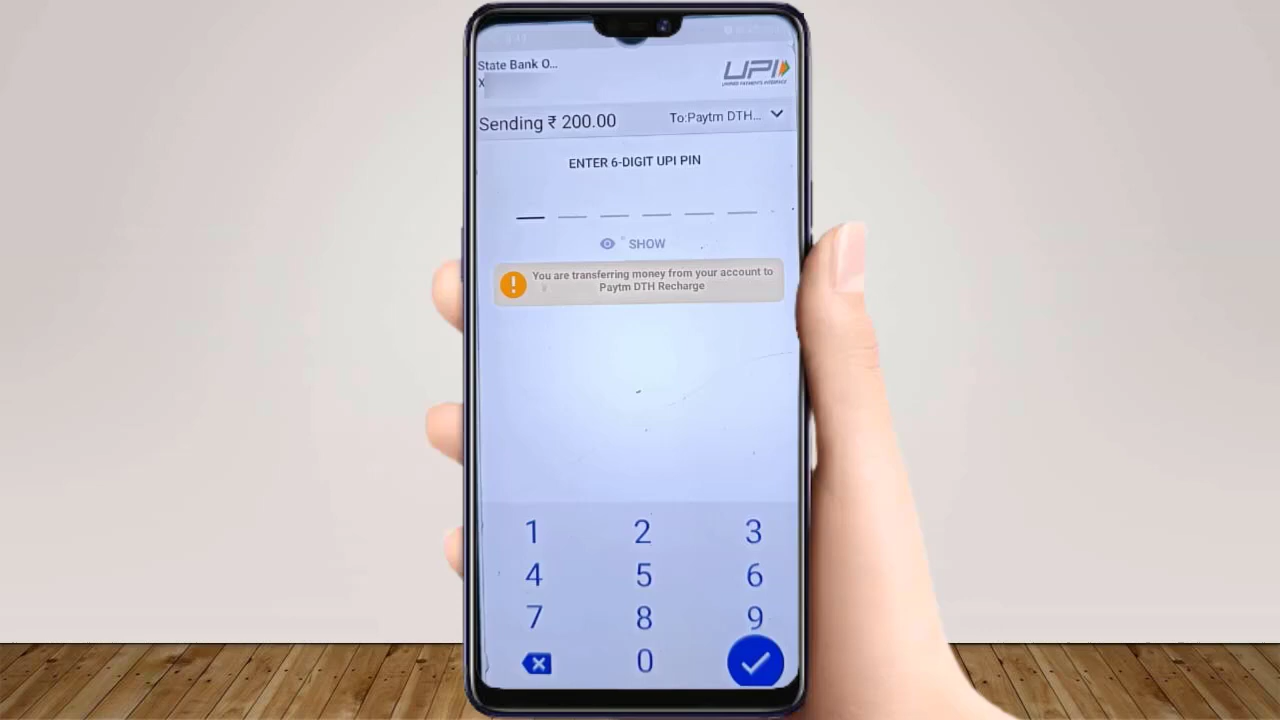 State Bank O...
X
UPI
UNIFIED PAYMENTS INTERFACE
Sending ₹ 200.00
To:Paytm DTH...
ENTER 6-DIGIT UPI PIN
SHOW
You are transferring money from your account to
Paytm DTH Recharge
1 2 3
4 5 6
7 8 9
0